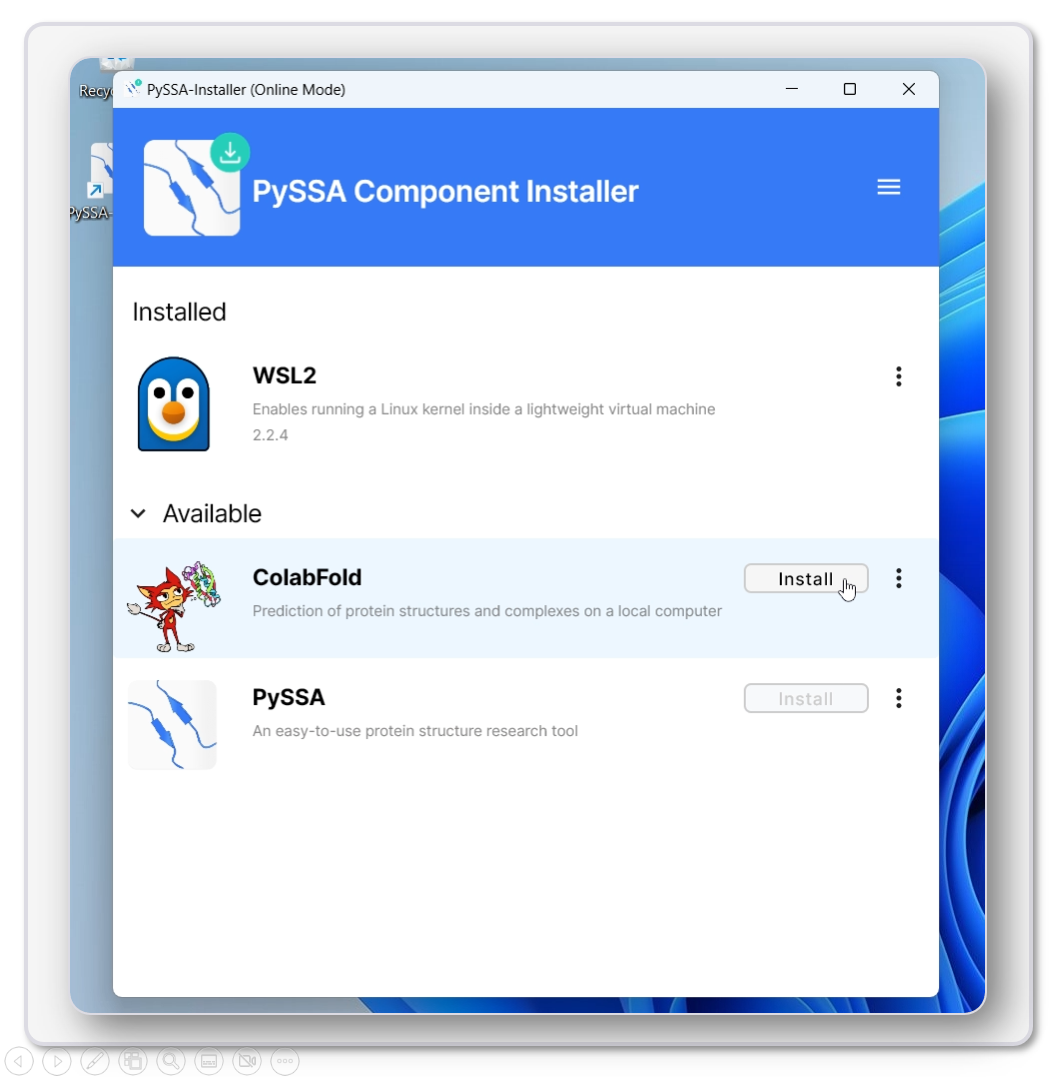 PySSA-Installer (Online Mode)
PySSA Component Installer
Installed
WSL2
Enables running a Linux kernel inside a lightweight virtual machine
2.2.4
Available
ColabFold
Install
Prediction of protein structures and complexes on a local computer
PySSA
Install
An easy-to-use protein structure research tool
Recy
PySSA-